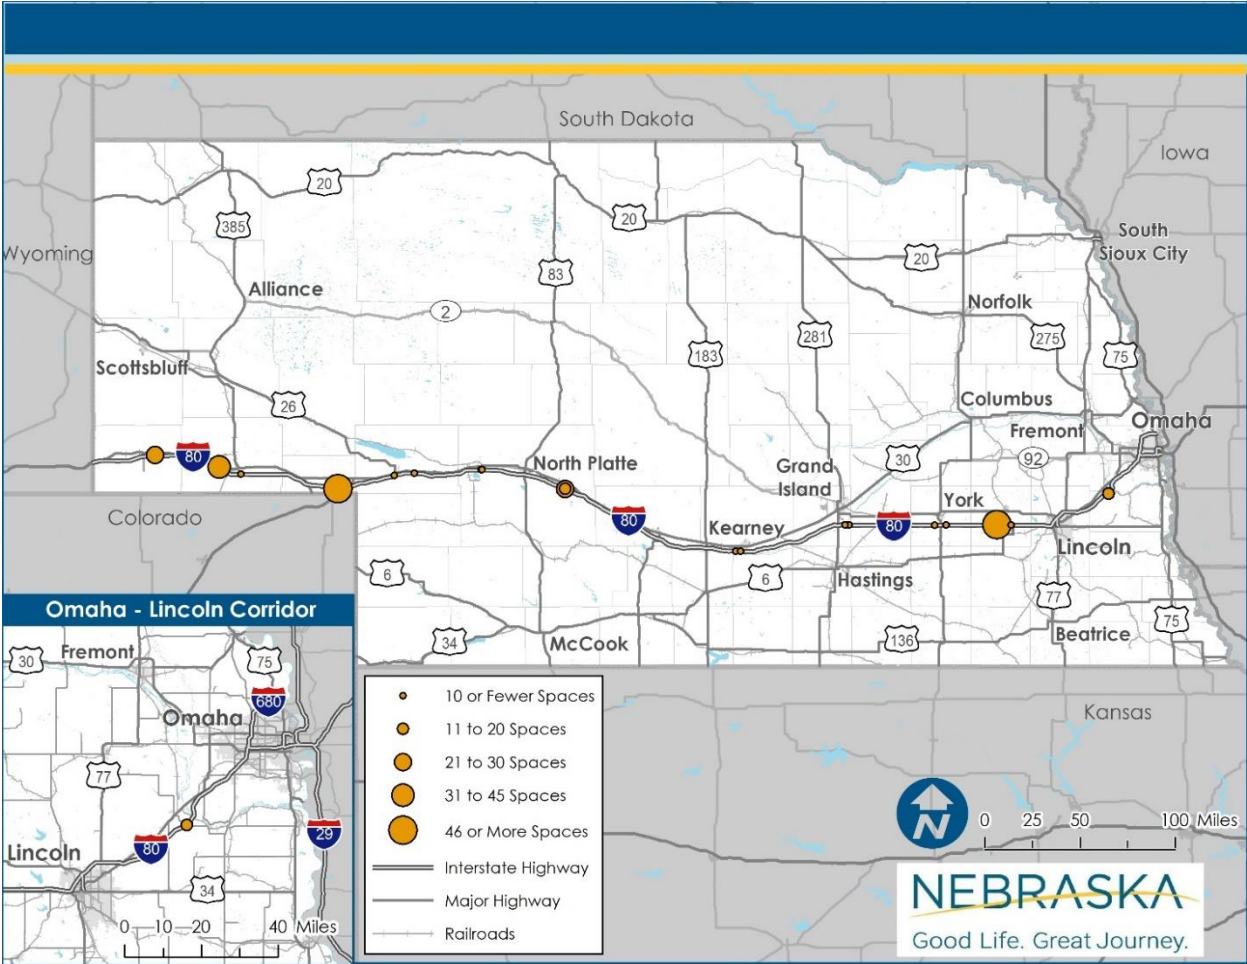 South Dakota
Iowa
20
20
385
South
Sioux City
Wyoming
20
83
Alliance
Norfolk
2
281
275
183
75
Scottsbluff
26
Columbus
Omaha
Fremont
80
North Platte
Grand
Island
30
92
York
Colorado
80
Kearney
80
Lincoln
6
6
Hastings
77
75
34
McCook
136
Beatrice
Omaha - Lincoln Corridor
30
Fremont
75
680
Omaha
77
29
Lincoln
80
34
0 10 20 40 Miles
10 or Fewer Spaces
11 to 20 Spaces
21 to 30 Spaces
31 to 45 Spaces
46 or More Spaces
Interstate Highway
Major Highway
Railroads
Kansas
N
0 25 50 100 Miles
NEBRASKA
Good Life. Great Journey.